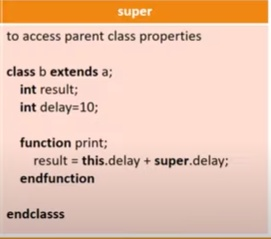 super
to access parent class properties
class b extends a;
int result;
int delay=10;
function print;
result = this.delay + super.delay;
endfunction
endclasss